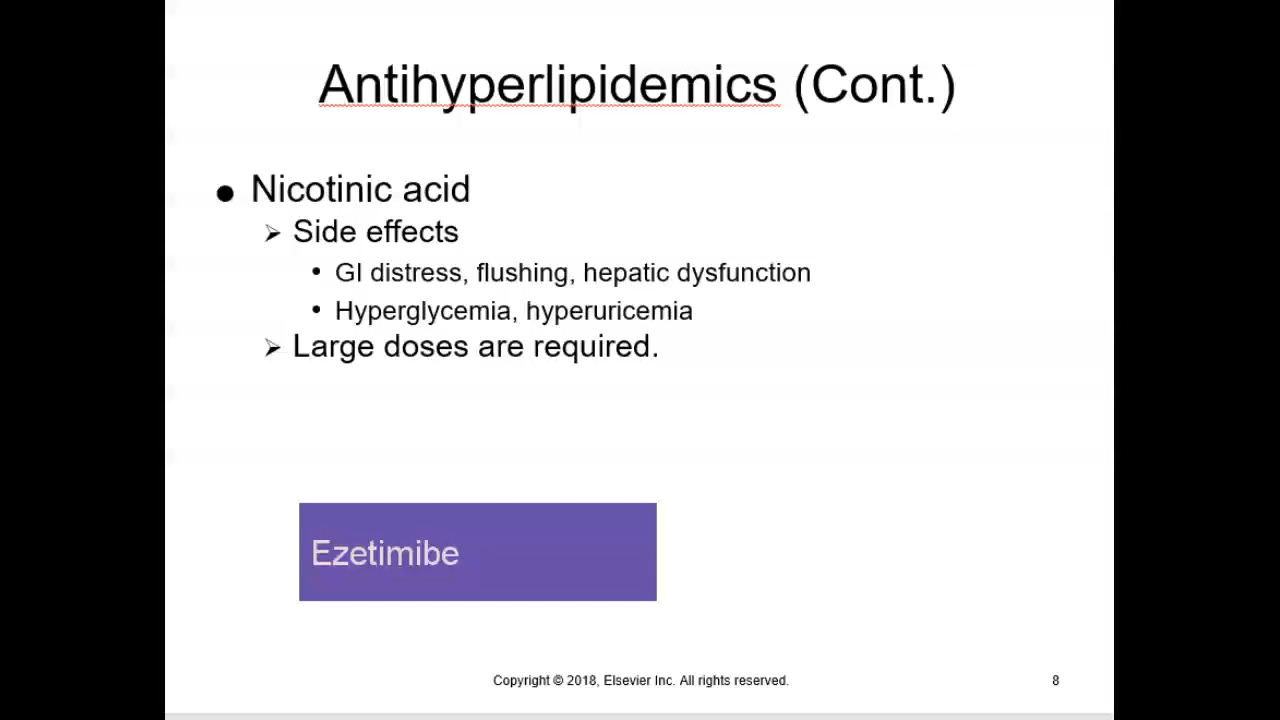 Antihyperlipidemics (Cont.)
● Nicotinic acid
➢ Side effects
• GI distress, flushing, hepatic dysfunction
• Hyperglycemia, hyperuricemia
➢ Large doses are required.
Ezetimibe
Copyright © 2018, Elsevier Inc. All rights reserved.
8